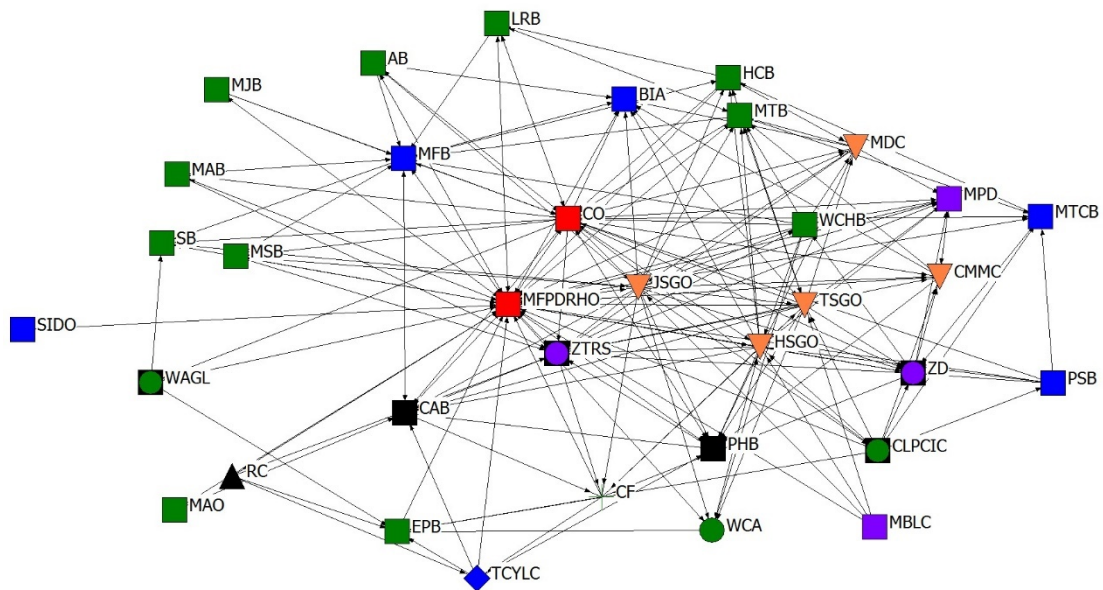 LRB
AB
HCB
MJB
BIA
MTB
MDC
MFB
MAB
MPD
MTCB
CO
WCHB
SB
MSB
CMMC
JSGO
MFPDRHO
TSGO
SIDO
HSGO
ZTRS
ZD
WAGL
PSB
CAB
PHB
CLPCIC
RC
CF
MAO
EPB
WCA
MBLC
TCYLC